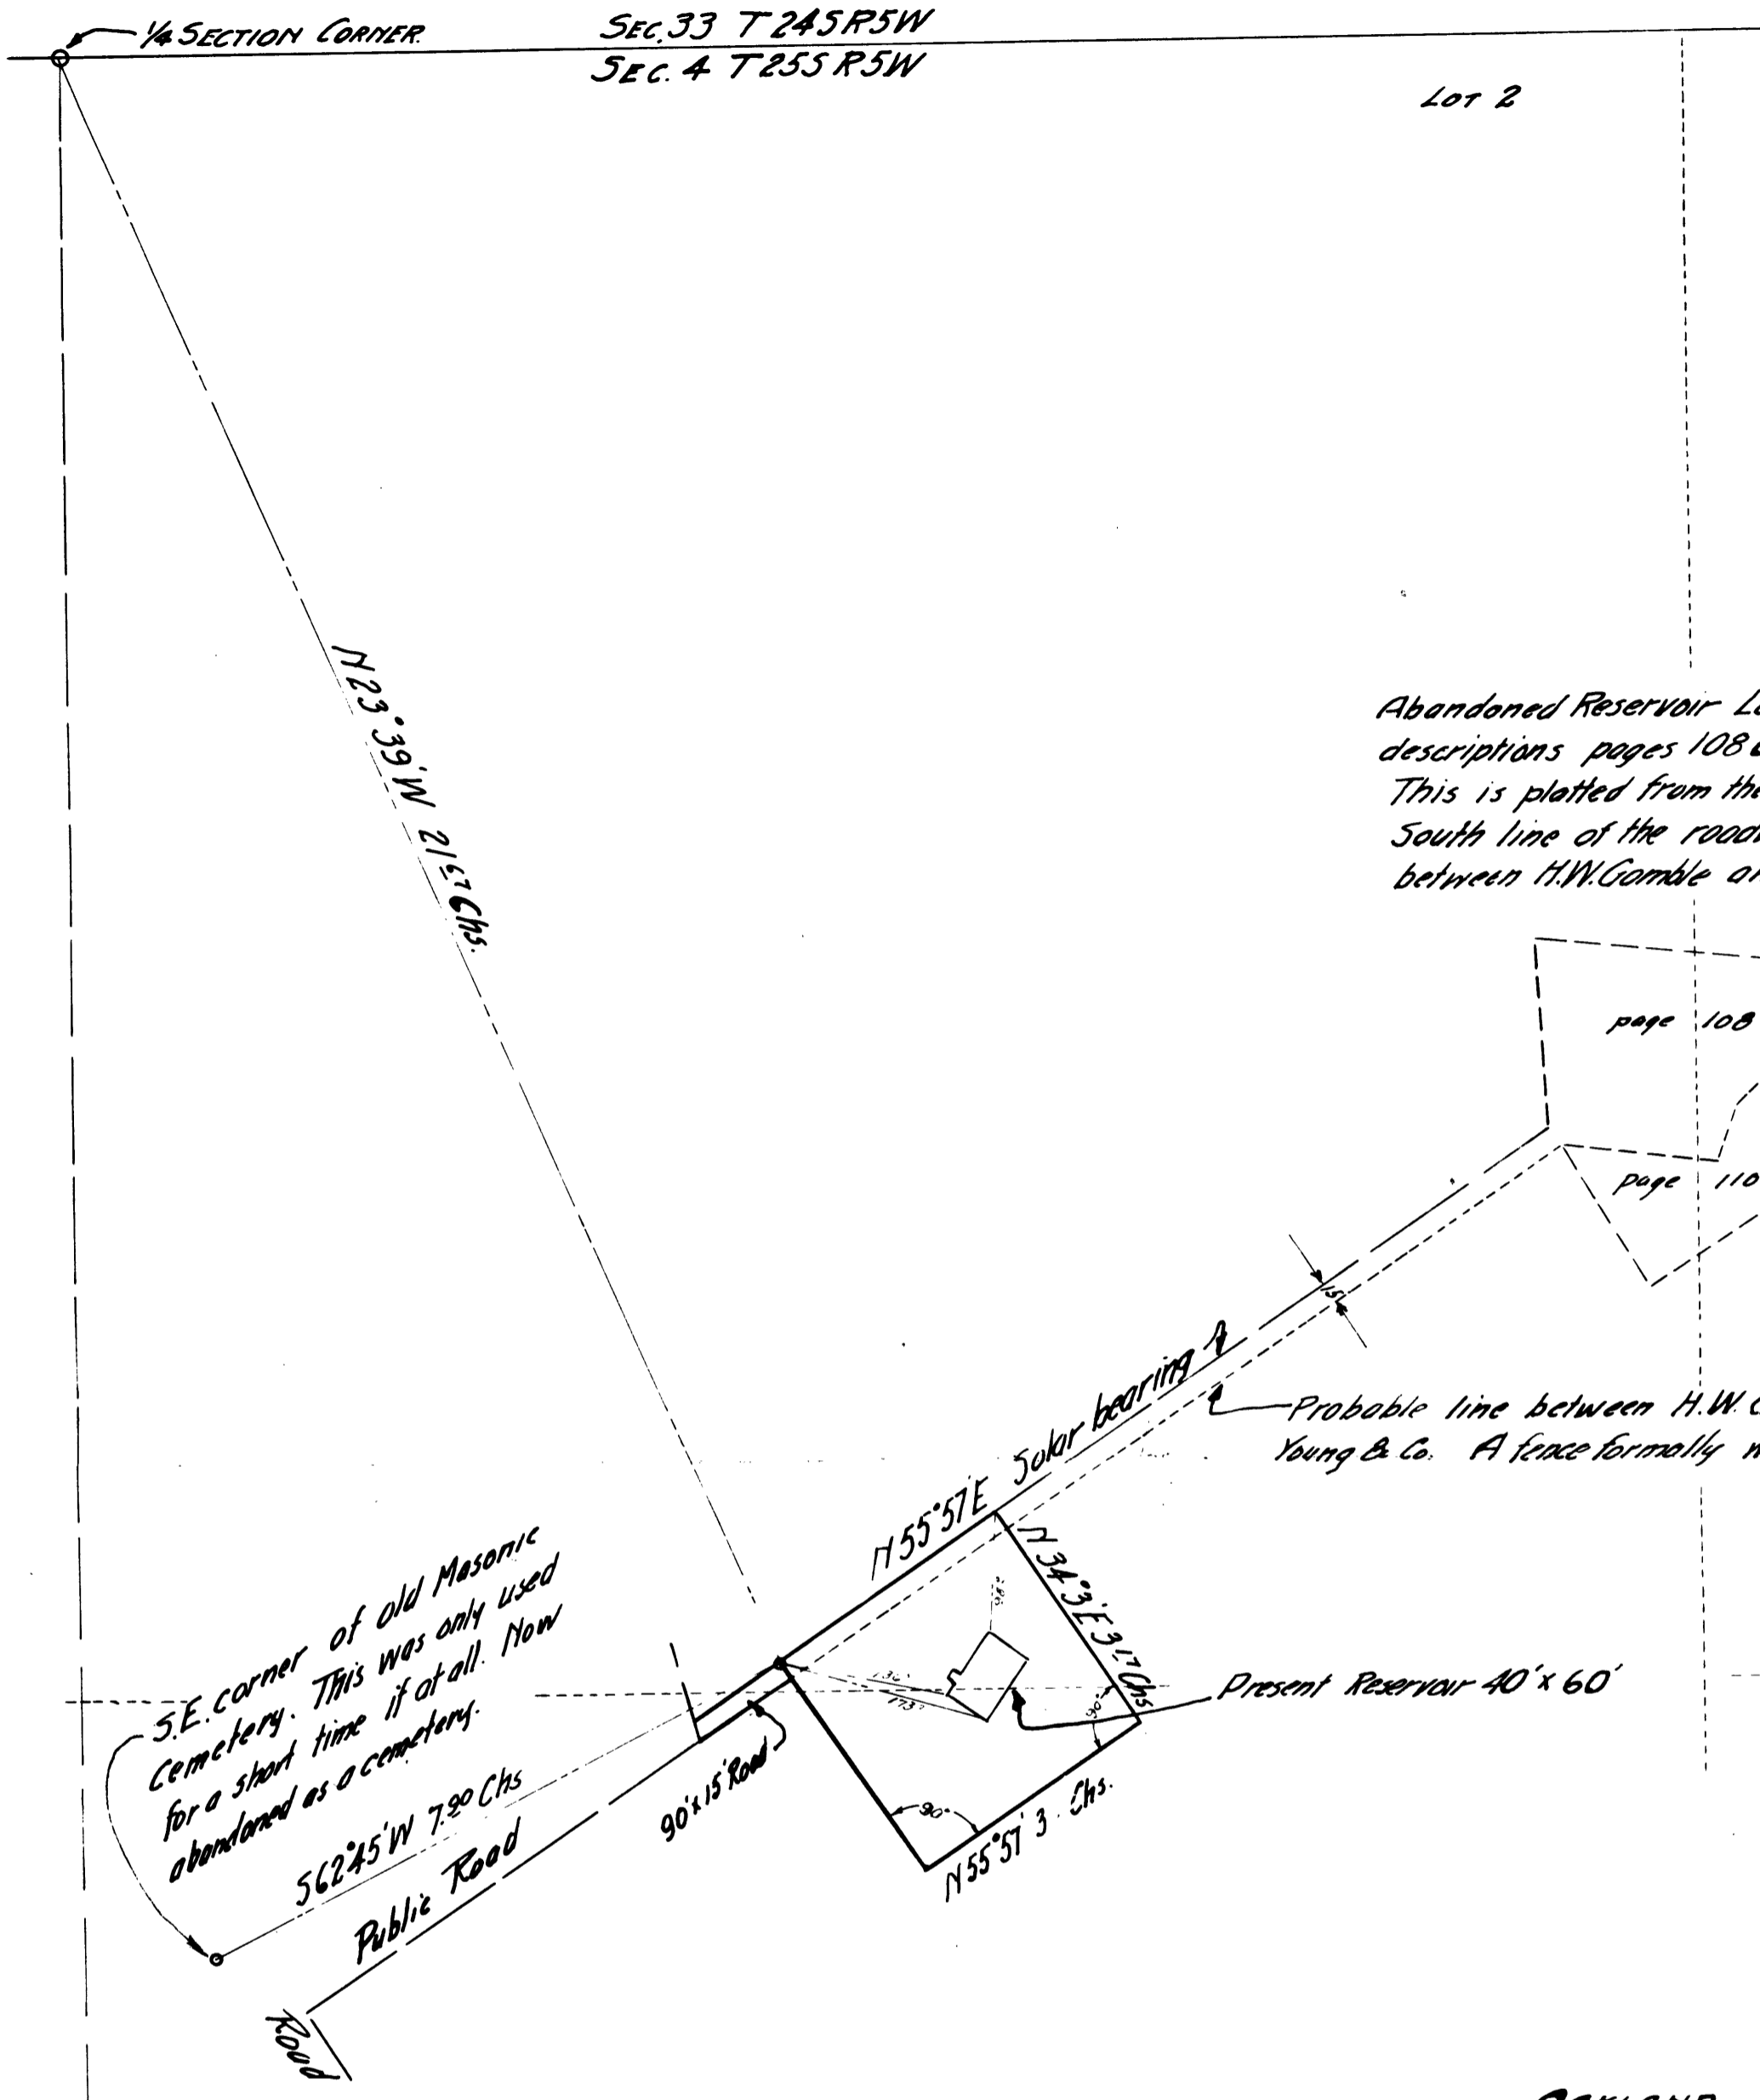 1/4 SECTION CORNER.
SEC. 33 T 24 S R 5 W
SEC. 4 T 25 S R 5 W
LOT 2
N 23° 39' W 21 67 Chs.
Abandoned Reservoir
descriptions pages 108
This is platted from the
South line of the road
between H.W. Gamble
page 108
page 110
15L
Solar bearing
N 55° 57' E
Probable line between H.W.
Young & Co. A fence formally
N 34° 3' E 3 17 Chs
S.E. corner of old Masonic
Cemetery. This was only used
for a short time if at all. Now
abandoned as a cemetery.
136'
173'
90°
Present Reservoir 40' x 60'
S 62° 45' W 7.90 Chs
90' x 15' Road
90°
N 55° 57' 3. Chs.
Public Road
Road
OAKLAND